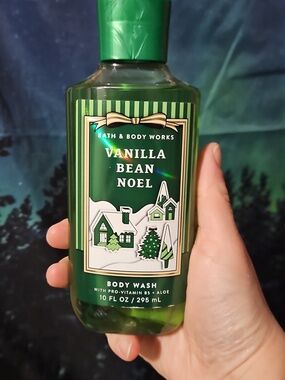 BATH & BODY WORKS
VANILLA
BEAN
NOEL
BODY WASH
WITH PRO-VITAMIN B5 • ALOE
10 FL OZ / 295 mL